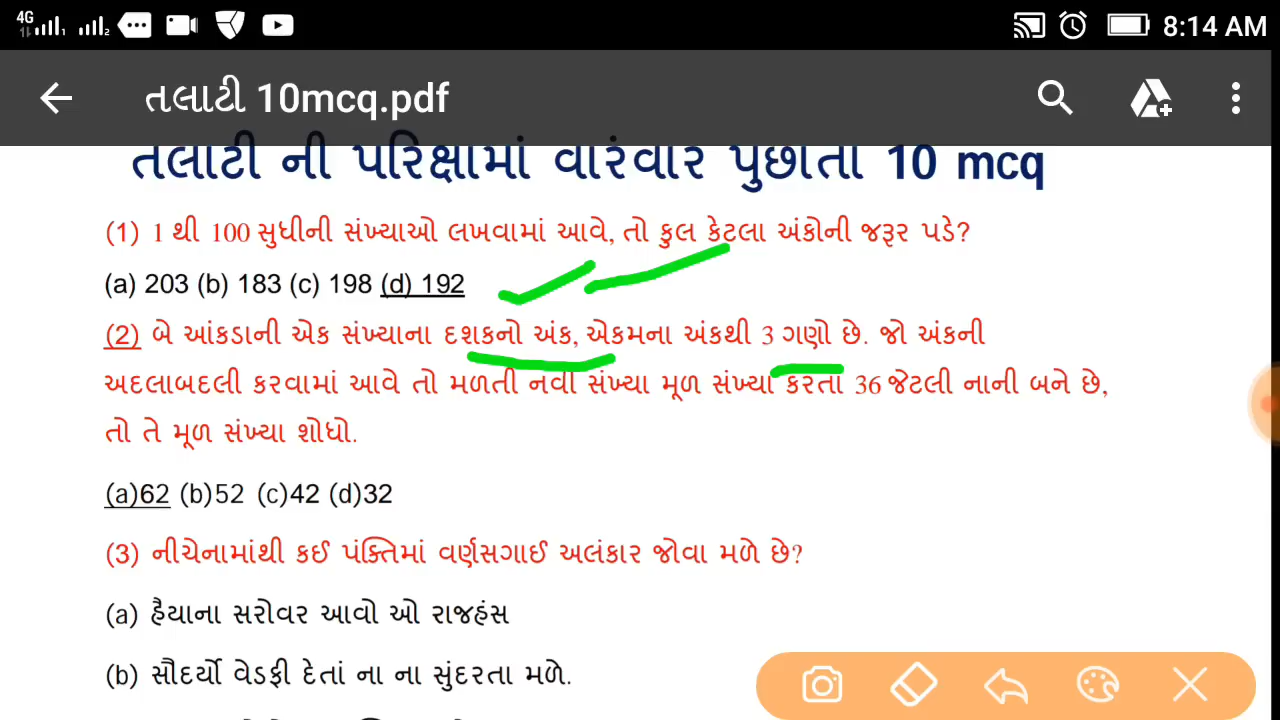 4G 1 2 8:14 AM
તલાટી 10mcq.pdf
તલાટી ની પરિક્ષામાં વારંવાર પુછાતા 10 mcq
(1) 1 થી 100 સુધીની સંખ્યાઓ લખવામાં આવે, તો કુલ કેટલા અંકોની જરૂર પડે?
(a) 203 (b) 183 (c) 198 (d) 192
(2) બે આંકડાની એક સંખ્યાના દશકનો અંક, એકમના અંકથી 3 ગણો છે. જો અંકની
અદલાબદલી કરવામાં આવે તો મળતી નવી સંખ્યા મૂળ સંખ્યા કરતા 36 જેટલી નાની બને છે,
તો તે મૂળ સંખ્યા શોધો.
(a)62 (b)52 (c)42 (d)32
(3) નીચેનામાંથી કઈ પંક્તિમાં વર્ણસગાઈ અલંકાર જોવા મળે છે?
(a) હૈયાના સરોવર આવો ઓ રાજહંસ
(b) સૌદર્યો વેડફી દેતાં ના ના સુંદરતા મળે.